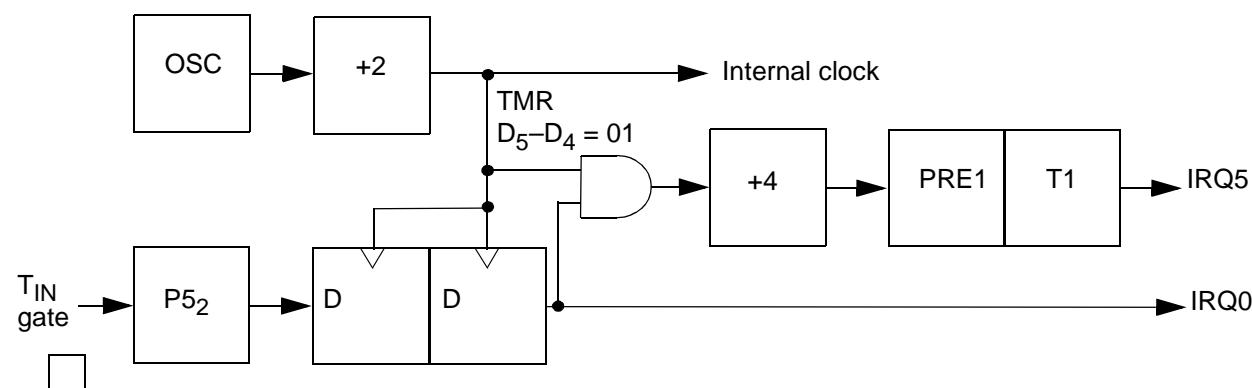 OSC
+2
Internal clock
TMR
D5–D4 = 01
+4
PRE1
T1
IRQ5
TIN
gate
P52
D
D
IRQ0